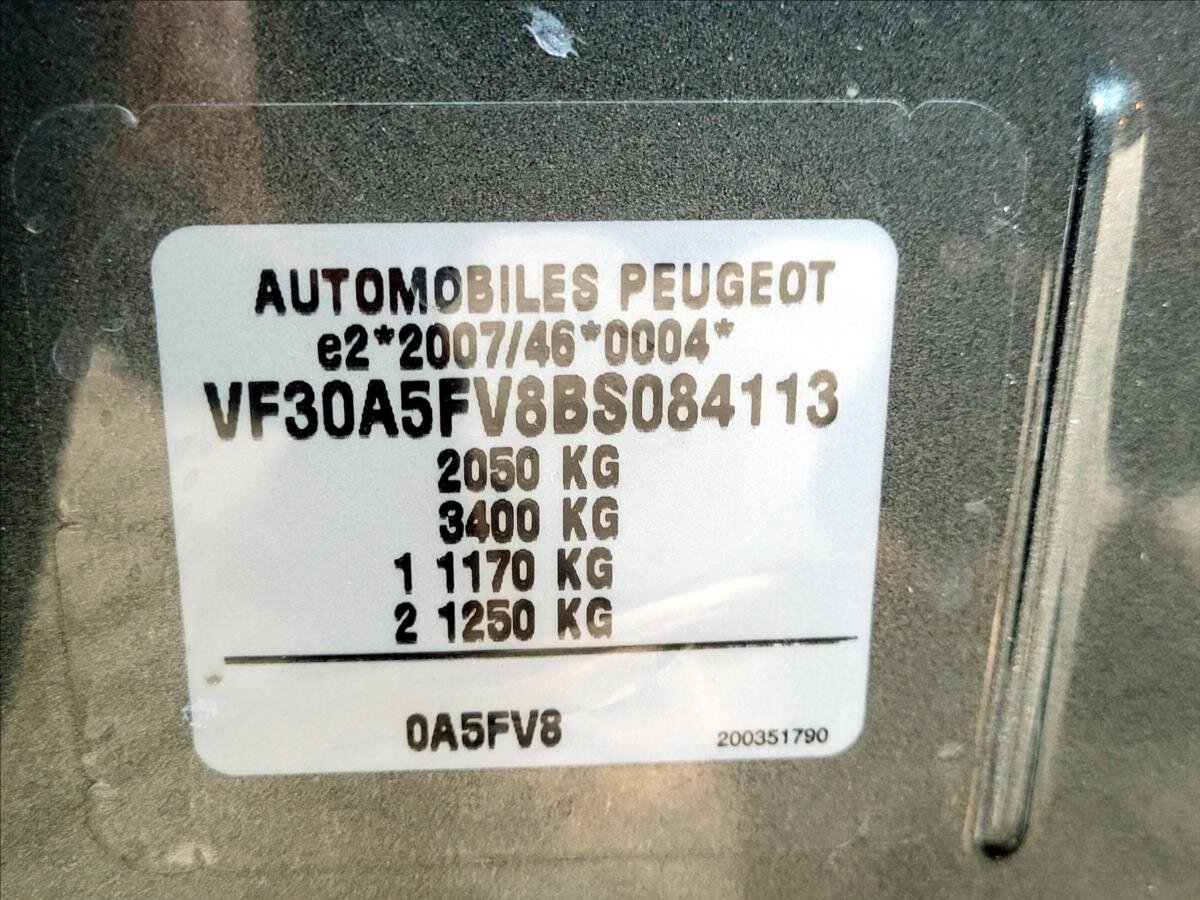 AUTOMOBILES PEUGEOT
e2*2007/46*0004*
VF30A5FV8BS084113
2050 KG
3400 KG
1 1170 KG
2 1250 KG
0A5FV8
200351790